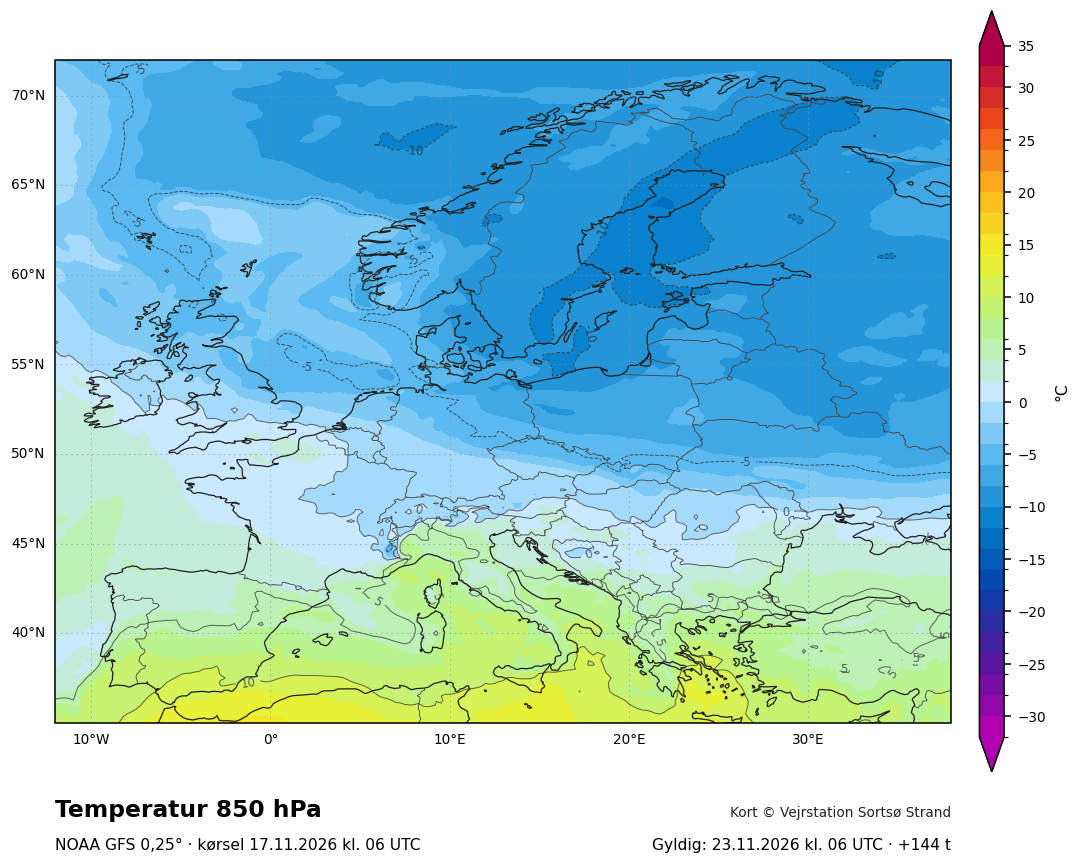 70°N
65°N
60°N
55°N
50°N
45°N
40°N
10°W
0°
10°E
20°E
30°E
35
30
25
20
15
10
5
0
−5
−10
−15
−20
−25
−30
°C
Temperatur 850 hPa
Kort © Vejrstation Sortsø Strand
NOAA GFS 0,25° · kørsel 17.11.2026 kl. 06 UTC
Gyldig: 23.11.2026 kl. 06 UTC · +144 t